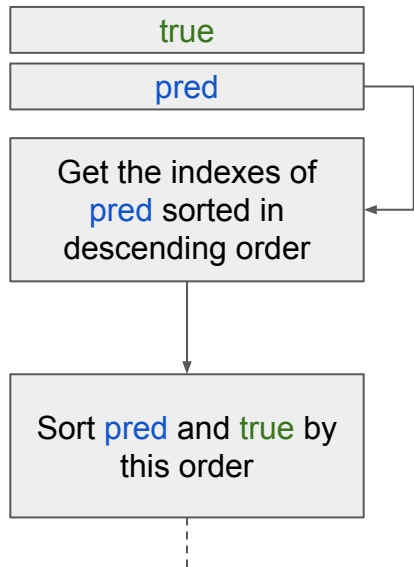 true
pred
Get the indexes of
pred sorted in
descending order
Sort pred and true by
this order